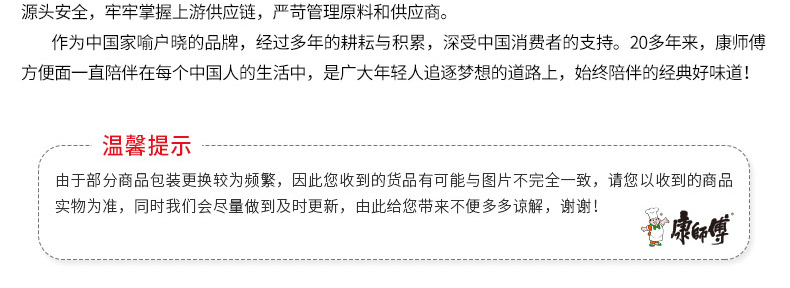 源头安全，牢牢掌握上游供应链，严苛管理原料和供应商。
作为中国家喻户晓的品牌，经过多年的耕耘与积累，深受中国消费者的支持。20多年来，康师傅
方便面一直陪伴在每个中国人的生活中，是广大年轻人追逐梦想的道路上，始终陪伴的经典好味道！
温馨提示
由于部分商品包装更换较为频繁，因此您收到的货品有可能与图片不完全一致，请您以收到的商品
实物为准，同时我们会尽量做到及时更新，由此给您带来不便多多谅解，谢谢！
康師傅